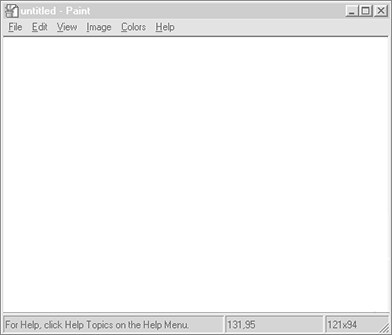 untitled - Paint
File Edit View Image Colors Help
For Help, click Help Topics on the Help Menu. 131,95 121x94